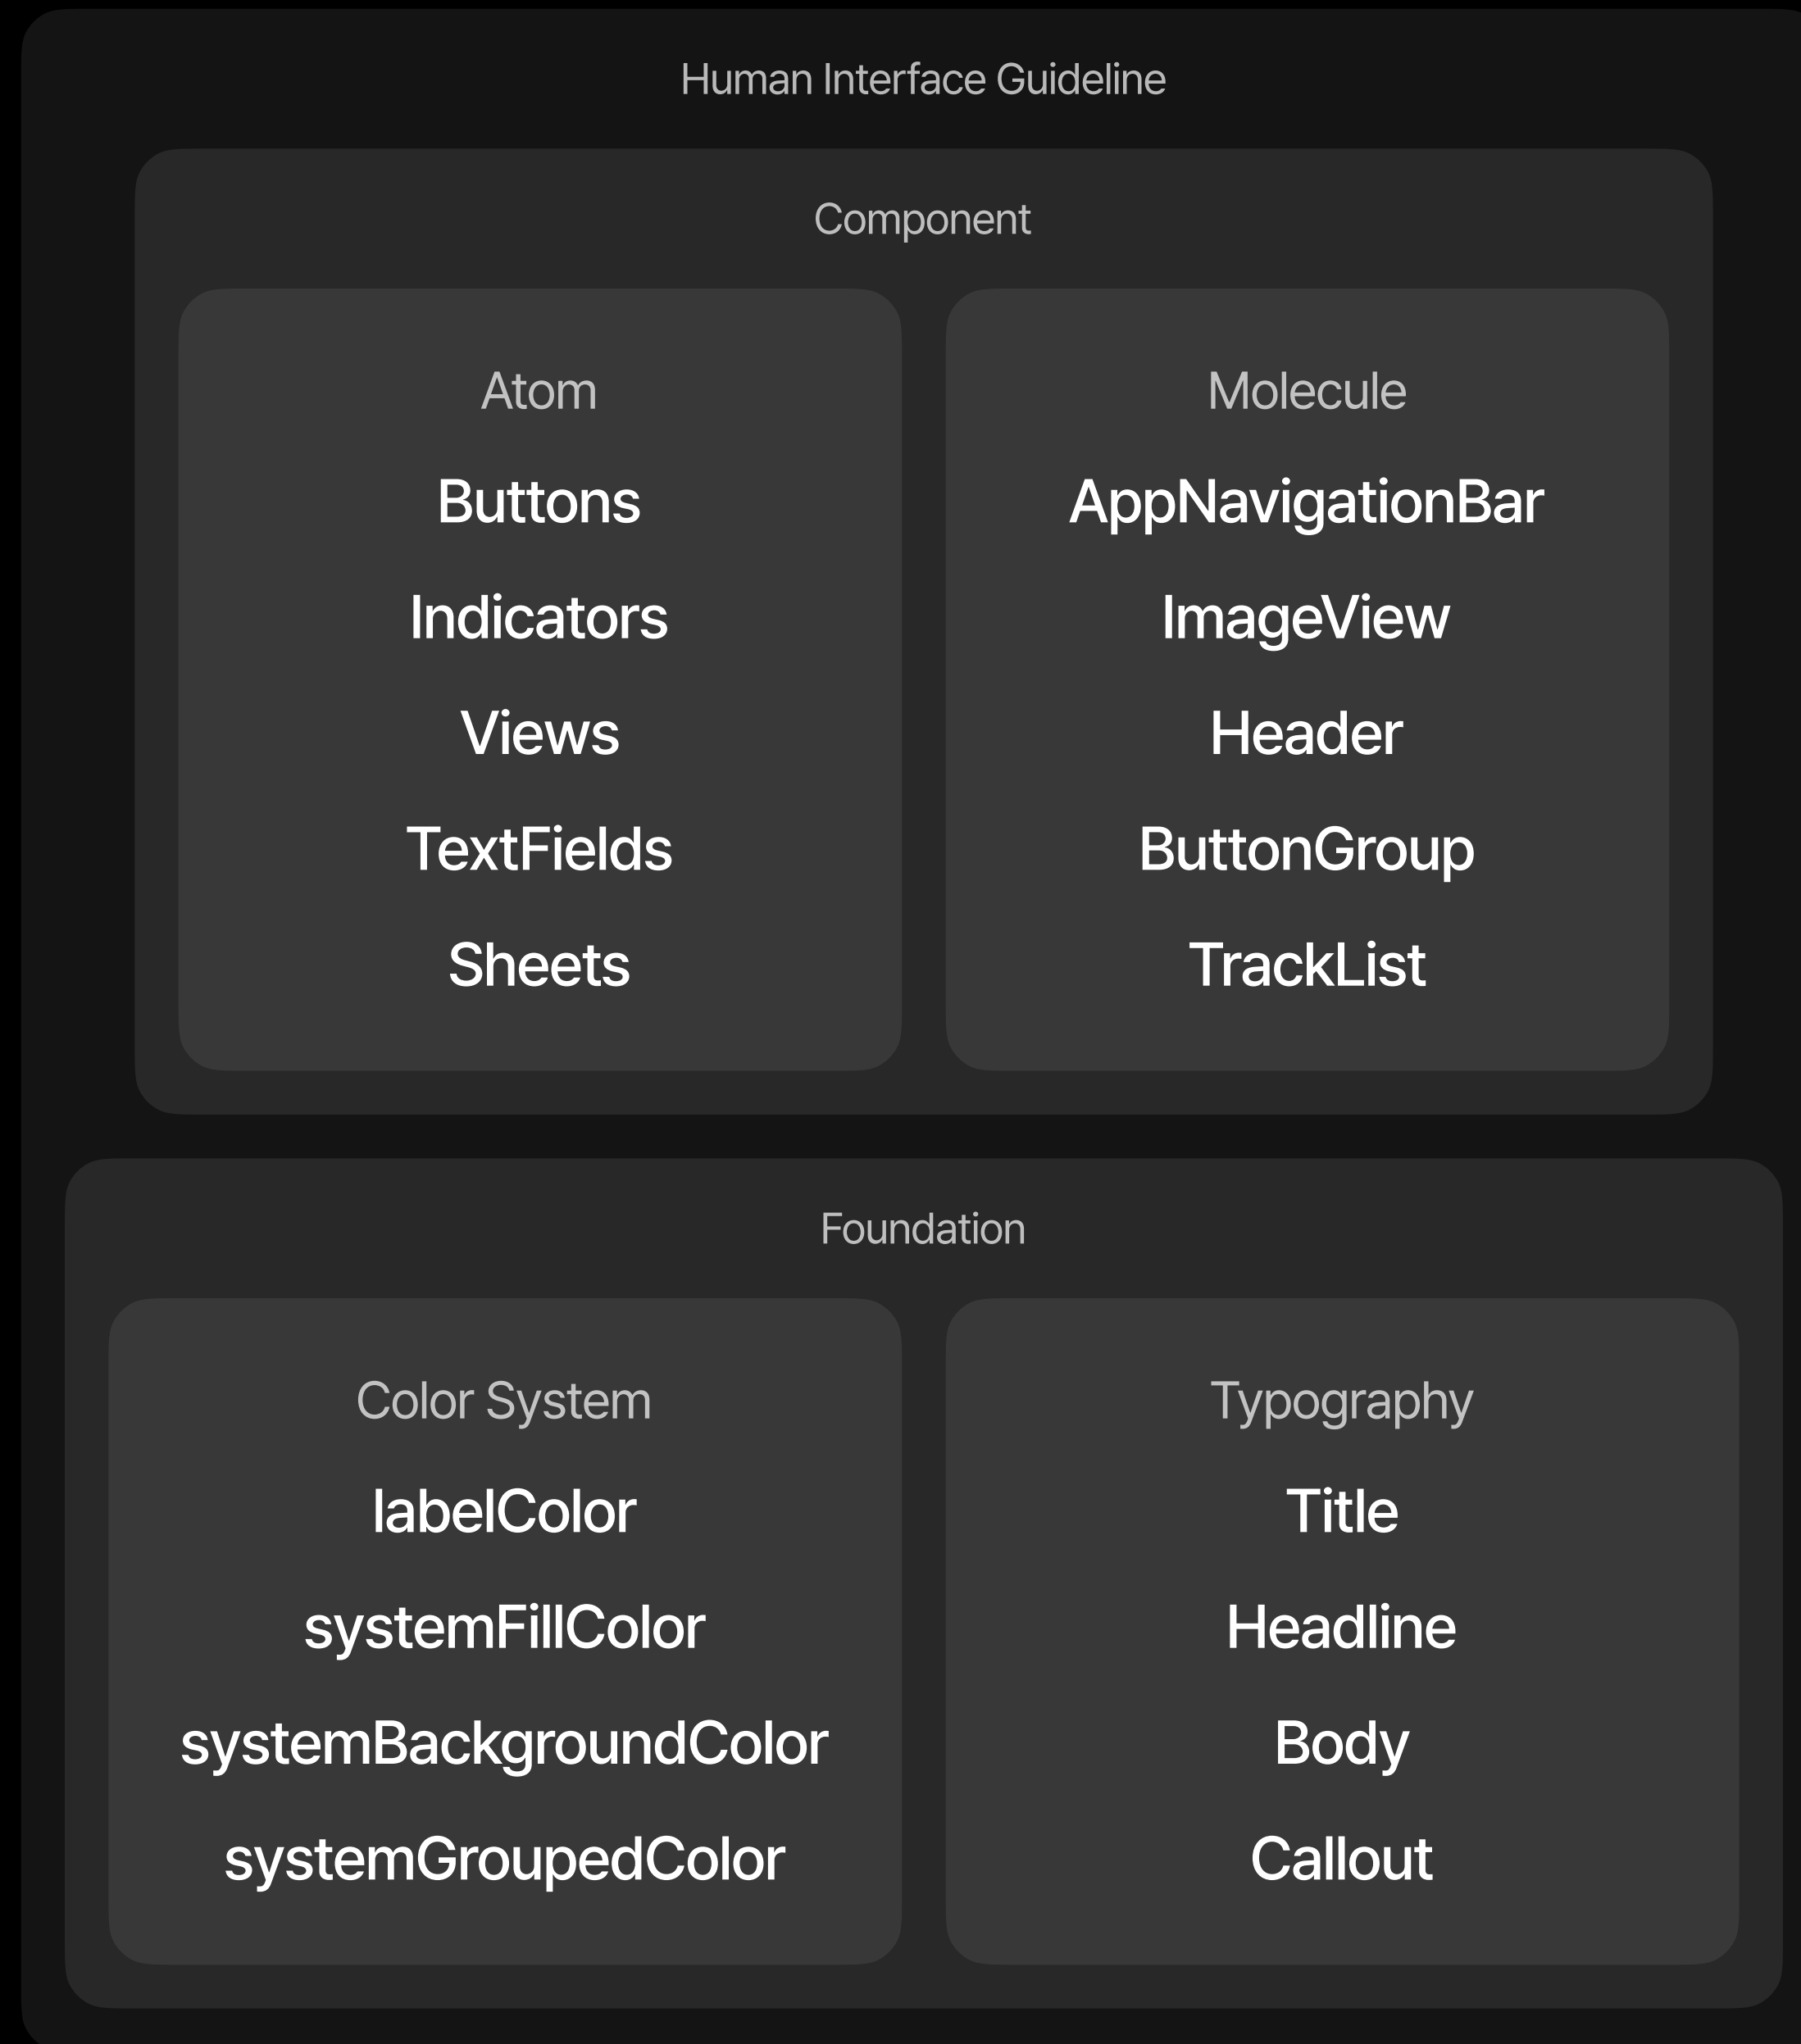 Human Interface Guideline
Component
Atom
Buttons
Indicators
Views
TextFields
Sheets
Molecule
AppNavigationBar
ImageView
Header
ButtonGroup
TrackList
Foundation
Color System
labelColor
systemFillColor
systemBackgroundColor
systemGroupedColor
Typography
Title
Headline
Body
Callout